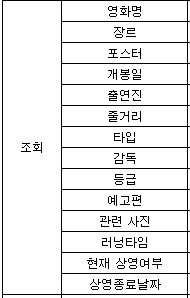 조회
영화명
장르
포스터
개봉일
출연진
줄거리
타입
감독
등급
예고편
관련 사진
러닝타임
현재 상영여부
상영종료날짜